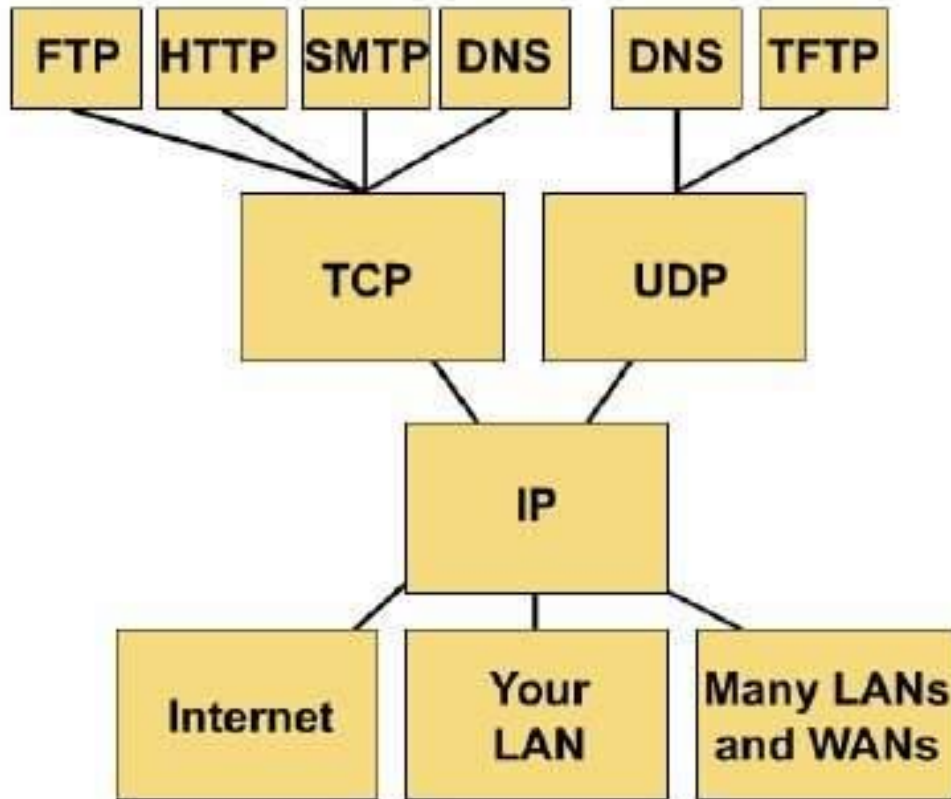 FTP
HTTP
SMTP
DNS
DNS
TFTP
TCP
UDP
IP
Internet
Your
LAN
Many LANs
and WANs